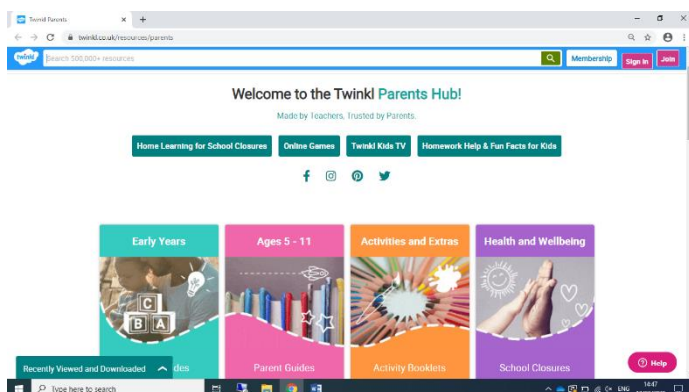 Twinkl Parents
twinkl.co.uk/resources/parents
twinkl
Search 500,000+ resources
Membership
Sign In
Join
Welcome to the Twinkl Parents Hub!
Made by Teachers, Trusted by Parents.
Home Learning for School Closures
Online Games
Twinkl Kids TV
Homework Help & Fun Facts for Kids
Early Years
Ages 5 - 11
Activities and Extras
Health and Wellbeing
C
B A
des
Parent Guides
Activity Booklets
School Closures
Recently Viewed and Downloaded
Help
Type here to search
ENG
14:47